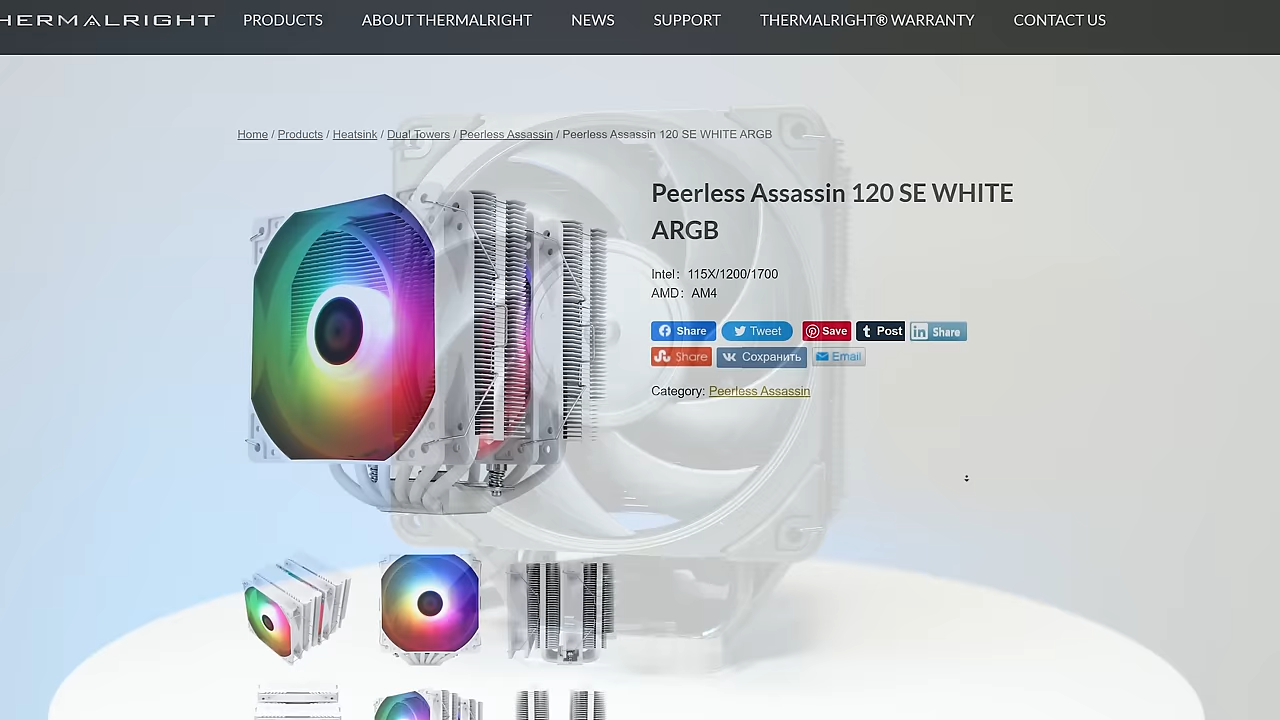 THERMALRIGHT PRODUCTS ABOUT THERMALRIGHT NEWS SUPPORT THERMALRIGHT® WARRANTY CONTACT US
Home / Products / Heatsink / Dual Towers / Peerless Assassin / Peerless Assassin 120 SE WHITE ARGB
Peerless Assassin 120 SE WHITE
ARGB
Intel：115X/1200/1700
AMD：AM4
Share Tweet Save Post Share
Share Сохранить Email
Category: Peerless Assassin